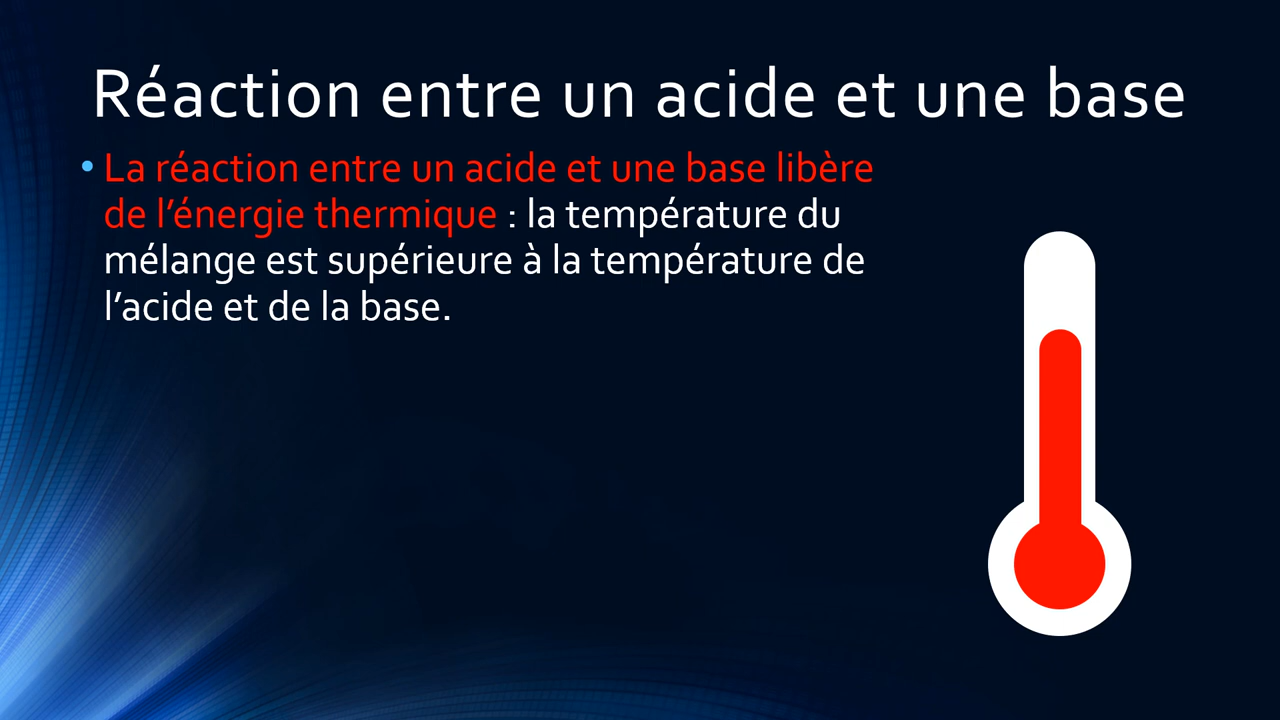 Réaction entre un acide et une base
• La réaction entre un acide et une base libère
de l’énergie thermique : la température du
mélange est supérieure à la température de
l’acide et de la base.